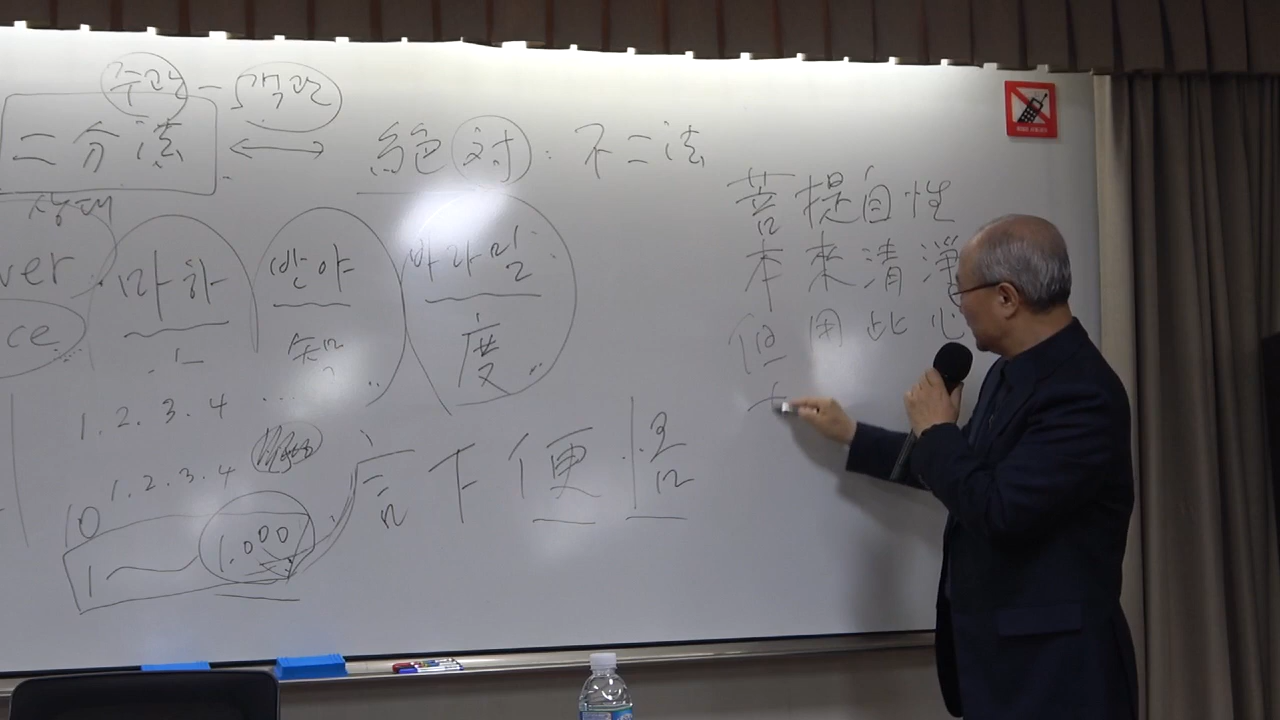 주관 - 객관
二分法 ↔ 絶対 : 不二法
상대
ver
ce
마하 반야 바라밀
度
1. 2. 3. 4 ...
1. 2. 3. 4
10
1 ~ 1.000
言下便悟
菩提自性
本來清淨
但用此心